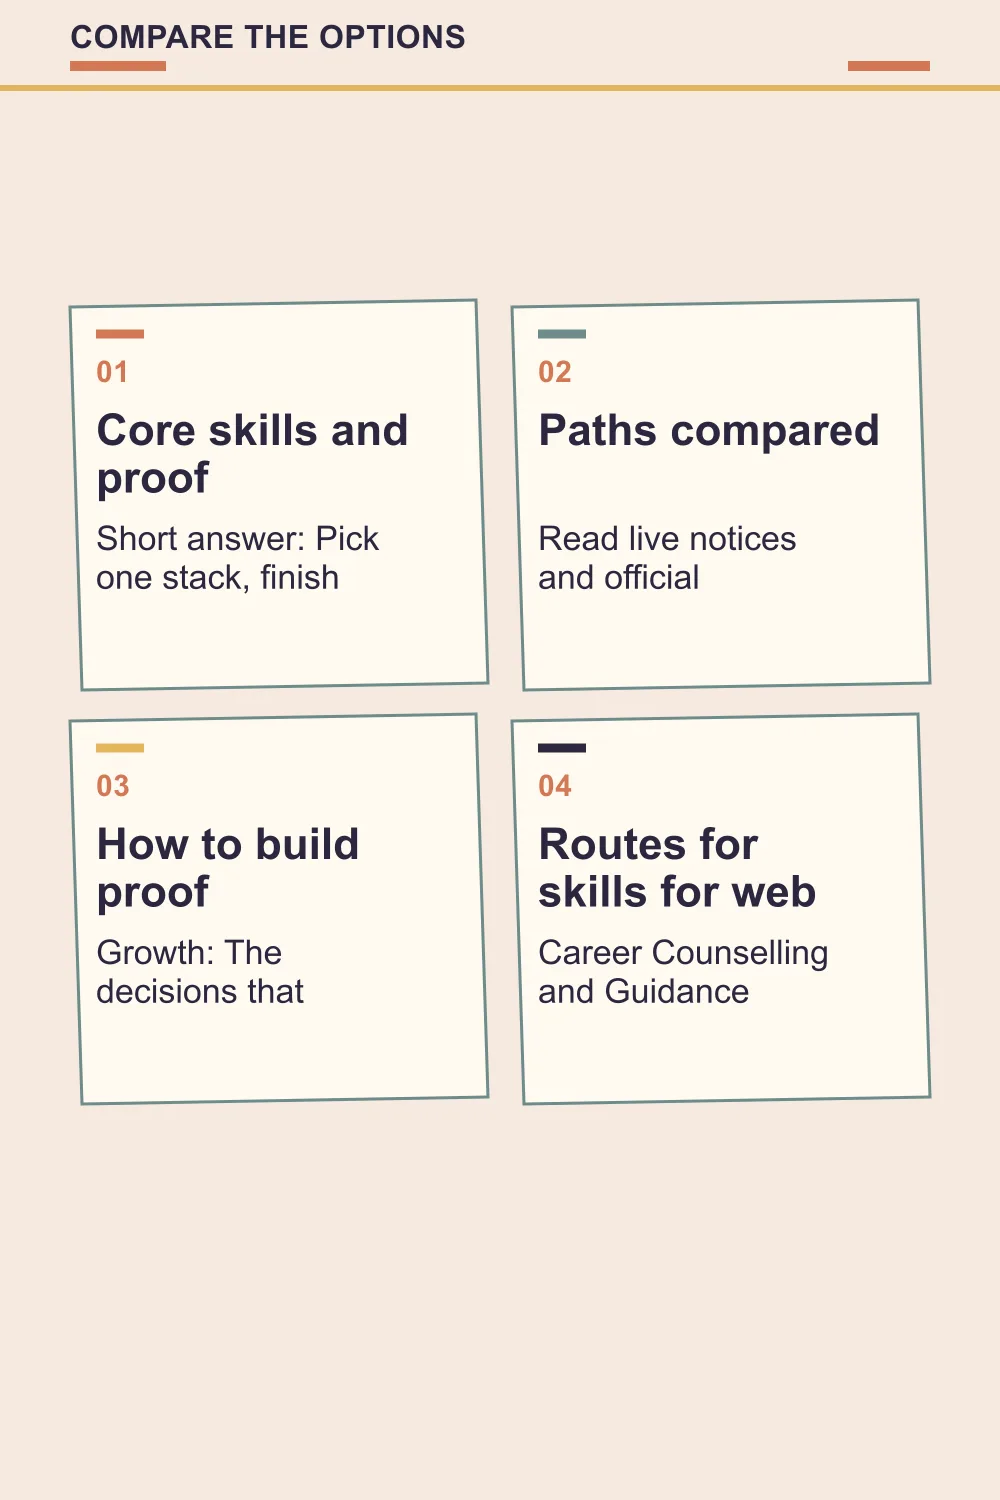 COMPARE THE OPTIONS
01
Core skills and
proof
Short answer: Pick
one stack, finish
02
Paths compared
Read live notices
and official
03
How to build
proof
Growth: The
decisions that
04
Routes for
skills for web
Career Counselling
and Guidance